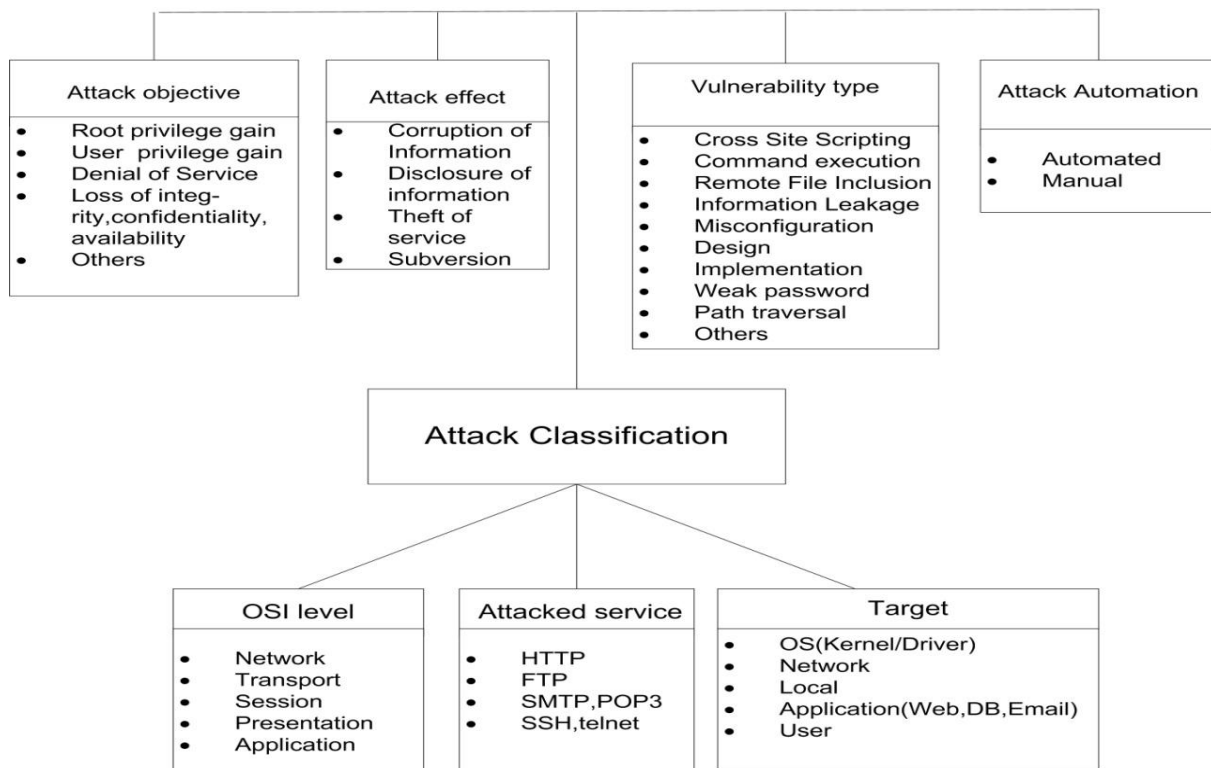 Attack objective
• Root privilege gain
• User privilege gain
• Denial of Service
• Loss of integ-
rity,confidentiality,
availability
• Others
Attack effect
• Corruption of
Information
• Disclosure of
information
• Theft of
service
• Subversion
Vulnerability type
• Cross Site Scripting
• Command execution
• Remote File Inclusion
• Information Leakage
• Misconfiguration
• Design
• Implementation
• Weak password
• Path traversal
• Others
Attack Automation
• Automated
• Manual
Attack Classification
OSI level
• Network
• Transport
• Session
• Presentation
• Application
Attacked service
• HTTP
• FTP
• SMTP,POP3
• SSH,telnet
Target
• OS(Kernel/Driver)
• Network
• Local
• Application(Web,DB,Email)
• User